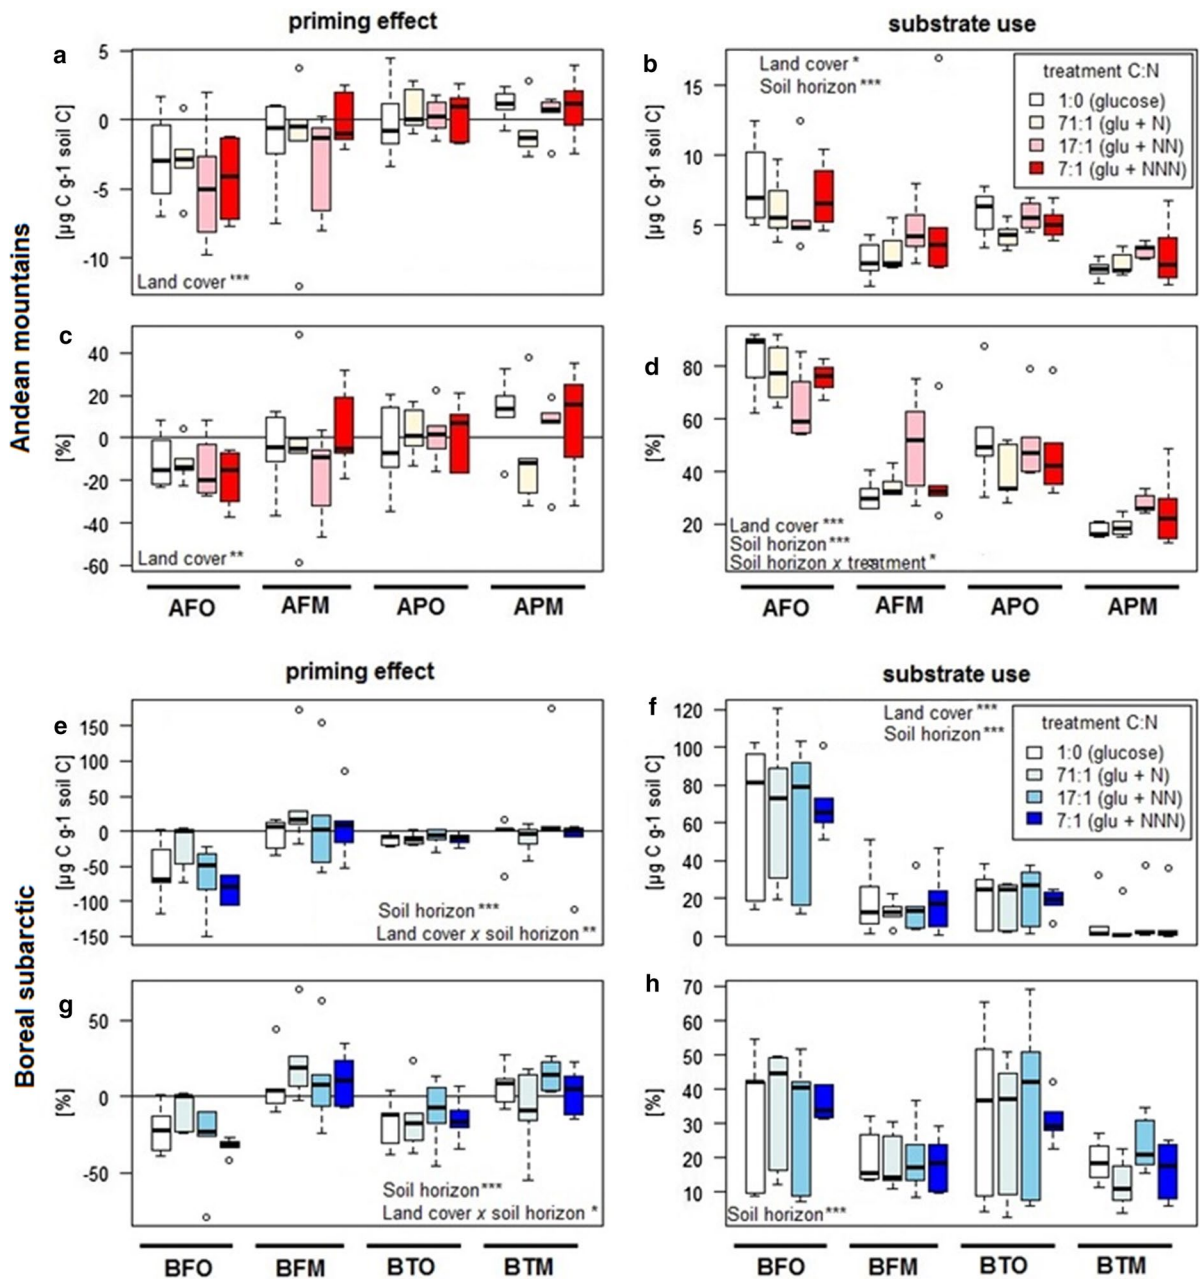 priming effect
substrate use
Andean mountains
a
[µg C g-1 soil C]
5
0
-5
-10
Land cover ***
b
[µg C g-1 soil C]
15
10
5
Land cover *
Soil horizon ***
treatment C:N
1:0 (glucose)
71:1 (glu + N)
17:1 (glu + NN)
7:1 (glu + NNN)
c
[%]
40
20
0
-20
-40
-60
Land cover **
AFO AFM APO APM
d
[%]
80
60
40
20
Land cover ***
Soil horizon ***
Soil horizon x treatment *
AFO AFM APO APM
priming effect
substrate use
Boreal subarctic
e
[µg C g-1 soil C]
150
100
50
0
-50
-100
-150
Soil horizon ***
Land cover x soil horizon **
f
[µg C g-1 soil C]
120
100
80
60
40
20
0
Land cover ***
Soil horizon ***
treatment C:N
1:0 (glucose)
71:1 (glu + N)
17:1 (glu + NN)
7:1 (glu + NNN)
g
[%]
50
0
-50
Soil horizon ***
Land cover x soil horizon *
BFO BFM BTO BTM
h
[%]
70
60
50
40
30
20
10
Soil horizon ***
BFO BFM BTO BTM